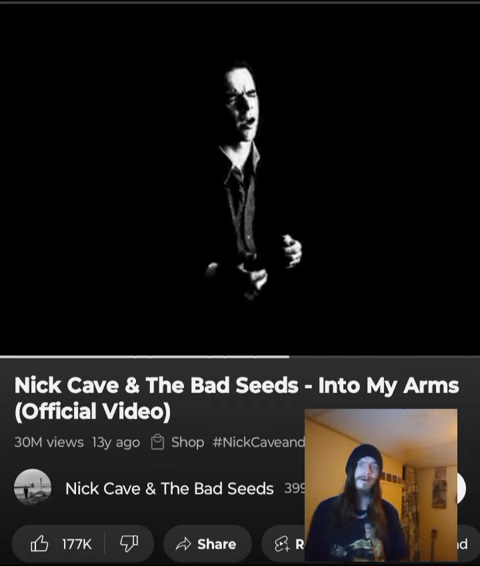 Nick Cave & The Bad Seeds - Into My Arms
(Official Video)
30M views 13y ago Shop #NickCaveand
Nick Cave & The Bad Seeds 399
177K Share R